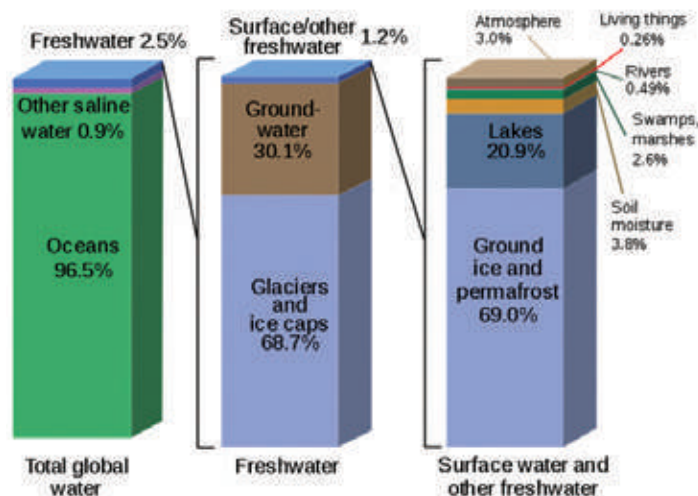 Freshwater 2.5%
Other saline
water 0.9%
Oceans
96.5%
Total global
water
Surface/other
freshwater 1.2%
Ground-
water
30.1%
Glaciers and
ice caps
68.7%
Freshwater
Atmosphere
3.0%
Living things
0.26%
Rivers
0.49%
Swamps,
marshes
2.6%
Soil
moisture
3.8%
Lakes
20.9%
Ground
ice and
permafrost
69.0%
Surface water and
other freshwater